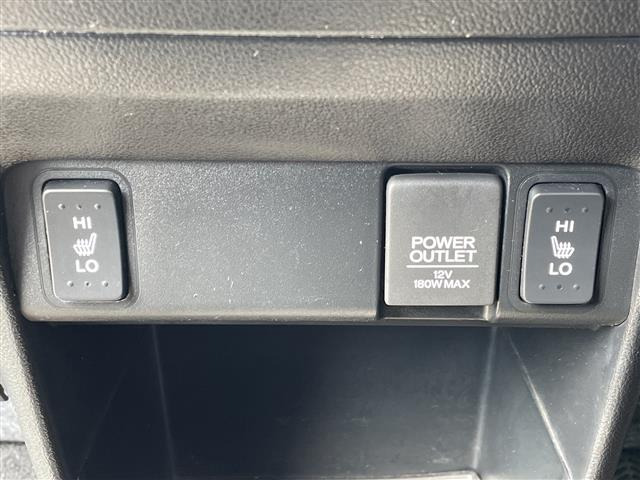 HI
LO
POWER
OUTLET
12V
180W MAX
HI
LO